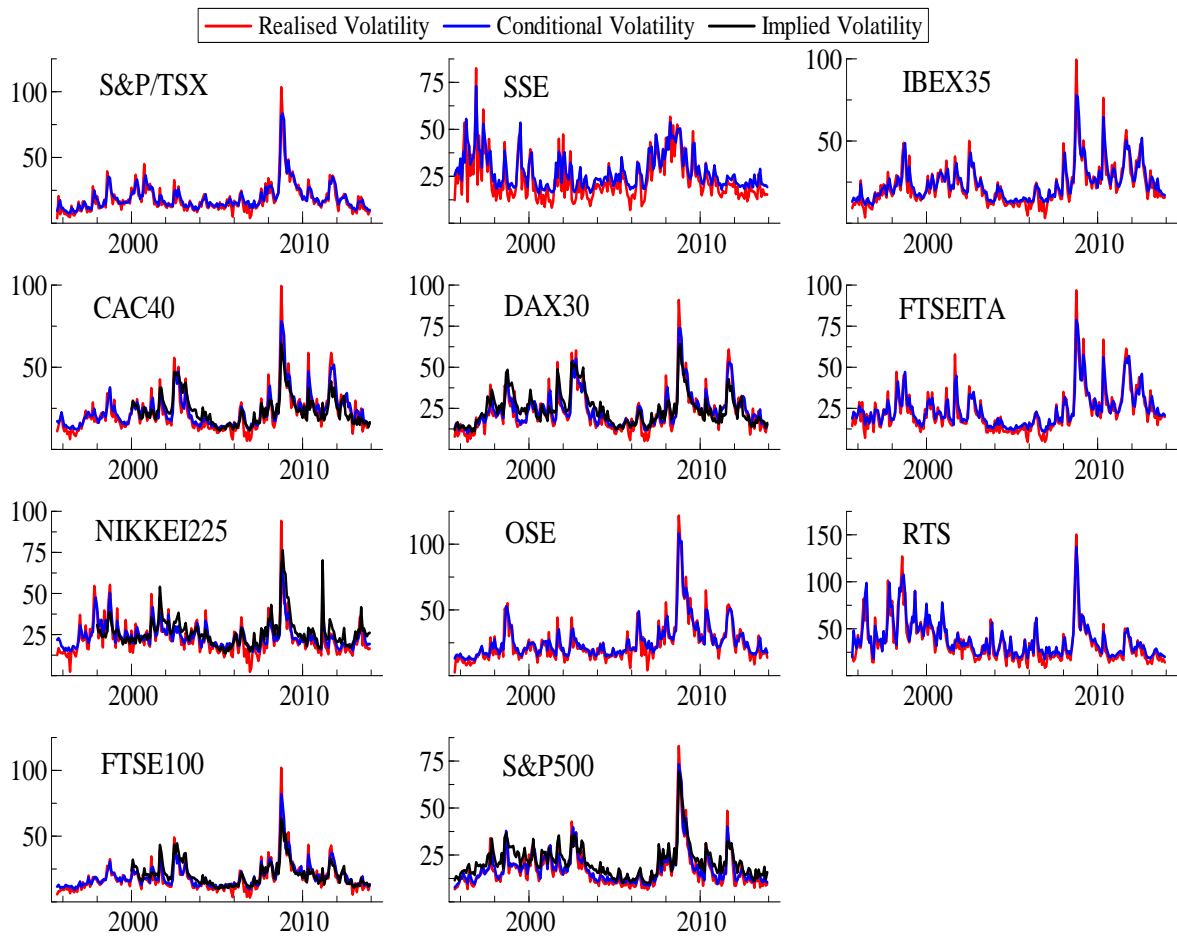 Realised Volatility Conditional Volatility Implied Volatility
S&P/TSX SSE IBEX35
100 50
75 50 25
100 50
2000 2010 2000 2010 2000 2010
CAC40 DAX30 FTSEITA
100 50
100 75 50 25
100 75 50 25
2000 2010 2000 2010 2000 2010
NIKKEI225 OSE RTS
100 75 50 25
100 50
150 100 50
2000 2010 2000 2010 2000 2010
FTSE100 S&P500
100 50
75 50 25
2000 2010 2000 2010